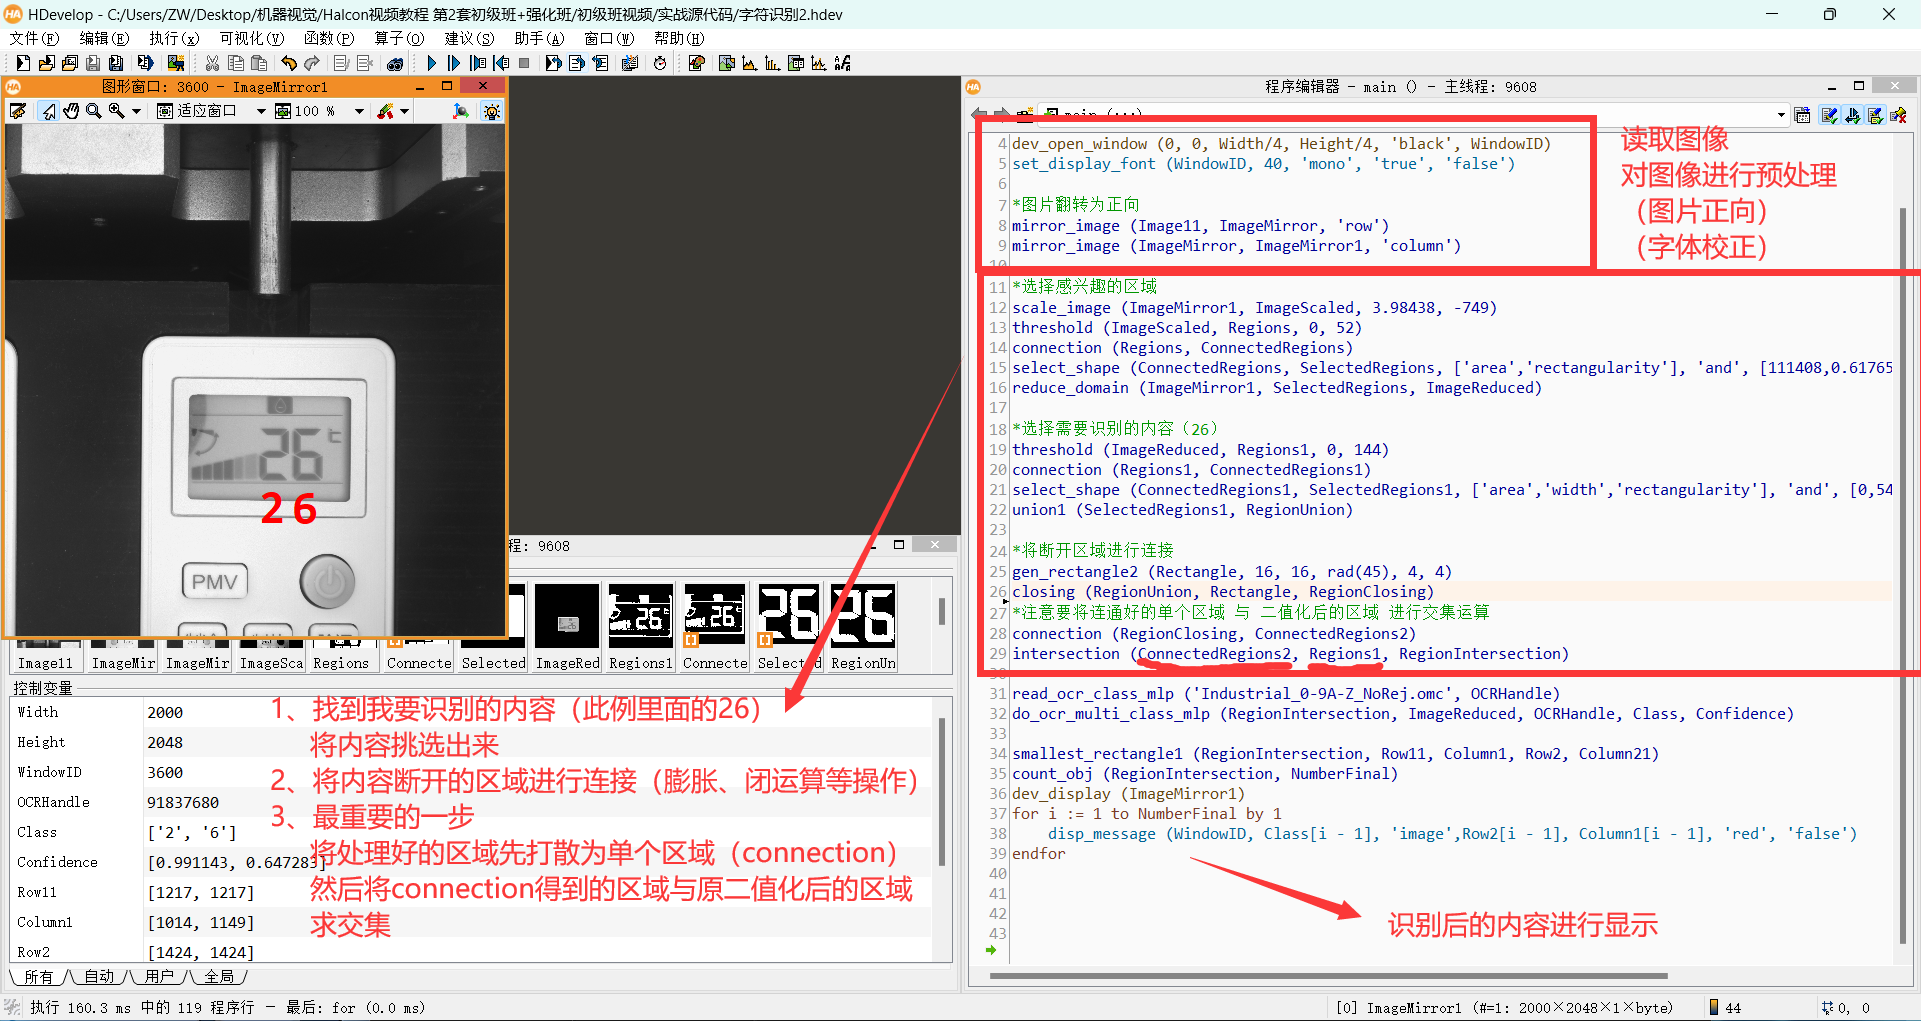 HDevelop - C:/Users/ZW/Desktop/机器视觉/Halcon视频教程 第2套初级班+强化班/初级班视频/实战源代码/字符识别2.hdev
文件(F) 编辑(E) 执行(x) 可视化(V) 函数(P) 算子(O) 建议(S) 助手(A) 窗口(W) 帮助(H)
图形窗口: 3600 - ImageMirror1
适应窗口 100 %
26
26
PMV
程: 9608
Image11 ImageMir ImageMir ImageSca Regions Connecte Selected ImageRed Regions1 Connecte Selected RegionUn
控制变量
Width 2000
Height 2048
WindowID 3600
OCRHandle 91837680
Class ['2', '6']
Confidence [0.991143, 0.647283]
Row11 [1217, 1217]
Column1 [1014, 1149]
Row2 [1424, 1424]
所有 自动 用户 全局
1、找到我要识别的内容（此例里面的26）
将内容挑选出来
2、将内容断开的区域进行连接（膨胀、闭运算等操作）
3、最重要的一步
将处理好的区域先打散为单个区域（connection）
然后将connection得到的区域与原二值化后的区域
求交集
程序编辑器 - main () - 主线程: 9608
main (...)
4 dev_open_window (0, 0, Width/4, Height/4, 'black', WindowID)
5 set_display_font (WindowID, 40, 'mono', 'true', 'false')
6
7 *图片翻转为正向
8 mirror_image (Image11, ImageMirror, 'row')
9 mirror_image (ImageMirror, ImageMirror1, 'column')
10
11 *选择感兴趣的区域
12 scale_image (ImageMirror1, ImageScaled, 3.98438, -749)
13 threshold (ImageScaled, Regions, 0, 52)
14 connection (Regions, ConnectedRegions)
15 select_shape (ConnectedRegions, SelectedRegions, ['area','rectangularity'], 'and', [111408,0.61765
16 reduce_domain (ImageMirror1, SelectedRegions, ImageReduced)
17
18 *选择需要识别的内容（26）
19 threshold (ImageReduced, Regions1, 0, 144)
20 connection (Regions1, ConnectedRegions1)
21 select_shape (ConnectedRegions1, SelectedRegions1, ['area','width','rectangularity'], 'and', [0,54
22 union1 (SelectedRegions1, RegionUnion)
23
24 *将断开区域进行连接
25 gen_rectangle2 (Rectangle, 16, 16, rad(45), 4, 4)
26 closing (RegionUnion, Rectangle, RegionClosing)
27 *注意要将连通好的单个区域 与 二值化后的区域 进行交集运算
28 connection (RegionClosing, ConnectedRegions2)
29 intersection (ConnectedRegions2, Regions1, RegionIntersection)
31 read_ocr_class_mlp ('Industrial_0-9A-Z_NoRej.omc', OCRHandle)
32 do_ocr_multi_class_mlp (RegionIntersection, ImageReduced, OCRHandle, Class, Confidence)
33
34 smallest_rectangle1 (RegionIntersection, Row11, Column1, Row2, Column21)
35 count_obj (RegionIntersection, NumberFinal)
36 dev_display (ImageMirror1)
37 for i := 1 to NumberFinal by 1
38 disp_message (WindowID, Class[i - 1], 'image',Row2[i - 1], Column1[i - 1], 'red', 'false')
39 endfor
40
41
42
43
读取图像
对图像进行预处理
（图片正向）
（字体校正）
识别后的内容进行显示
执行 160.3 ms 中的 119 程序行 - 最后: for (0.0 ms)
[0] ImageMirror1 (#=1: 2000×2048×1×byte) 44 0, 0